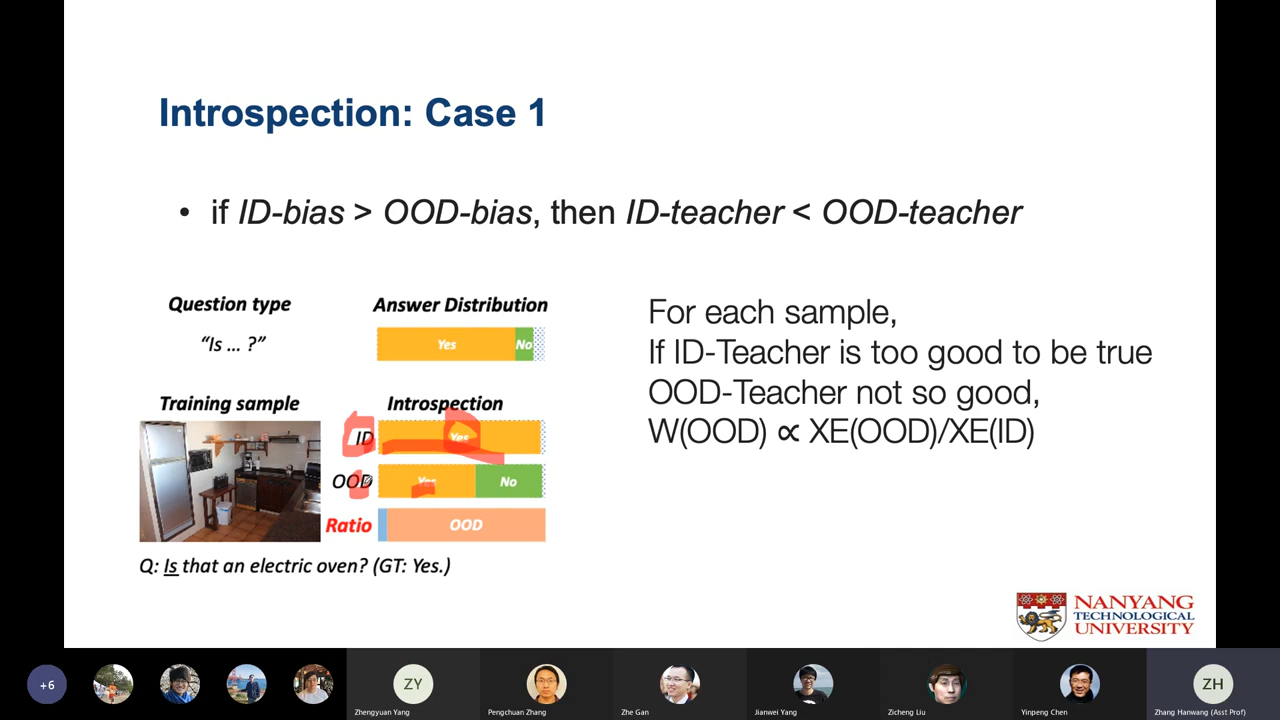 Introspection: Case 1
• if ID-bias > OOD-bias, then ID-teacher < OOD-teacher
Question type
Answer Distribution
"Is ... ?"
Yes
No
Training sample
Introspection
ID
Yes
OOD
Yes
No
Ratio
OOD
Q: Is that an electric oven? (GT: Yes.)
For each sample,
If ID-Teacher is too good to be true
OOD-Teacher not so good,
W(OOD) ∝ XE(OOD)/XE(ID)
NANYANG
TECHNOLOGICAL
UNIVERSITY
+6
ZY
Zhengyuan Yang
Pengchuan Zhang
Zhe Gan
Jianwei Yang
Zicheng Liu
Yinpeng Chen
ZH
Zhang Hanwang (Asst Prof)